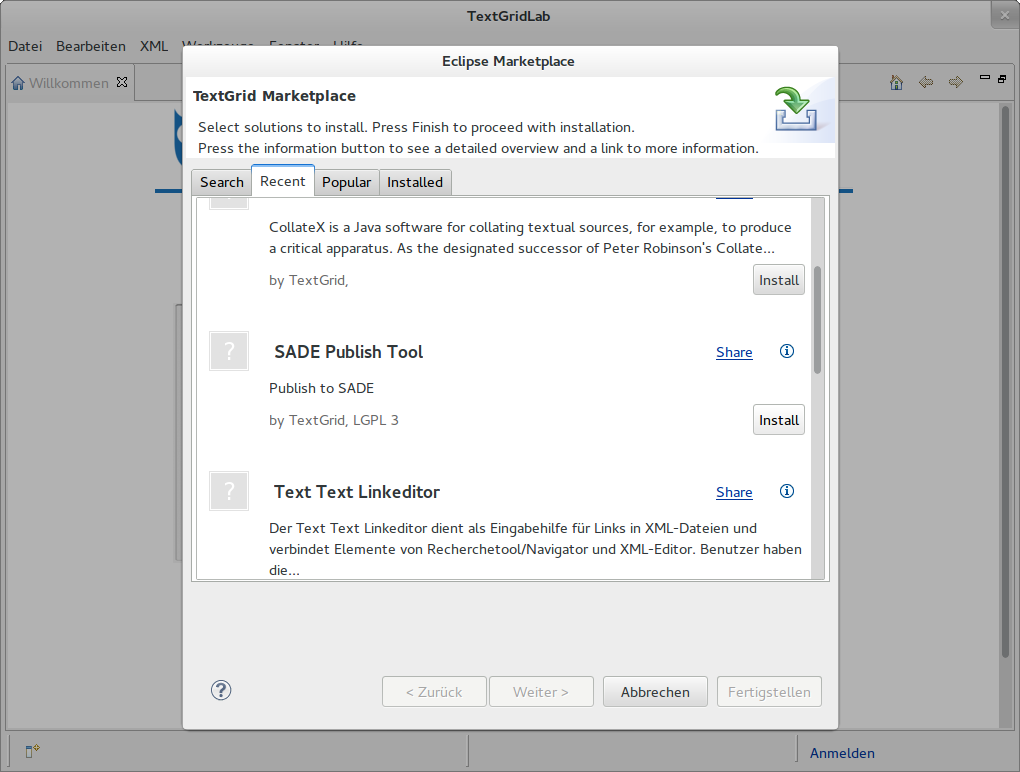 TextGridLab
Datei Bearbeiten XML Werkzeuge Fenster Hilfe
Willkommen
Eclipse Marketplace
TextGrid Marketplace
Select solutions to install. Press Finish to proceed with installation.
Press the information button to see a detailed overview and a link to more information.
Search Recent Popular Installed
CollateX is a Java software for collating textual sources, for example, to produce
a critical apparatus. As the designated successor of Peter Robinson's Collate...
by TextGrid,
Install
? SADE Publish Tool Share
Publish to SADE
by TextGrid, LGPL 3
Install
? Text Text Linkeditor Share
Der Text Text Linkeditor dient als Eingabehilfe für Links in XML-Dateien und
verbindet Elemente von Recherchetool/Navigator und XML-Editor. Benutzer haben
die...
? < Zurück Weiter > Abbrechen Fertigstellen
Anmelden